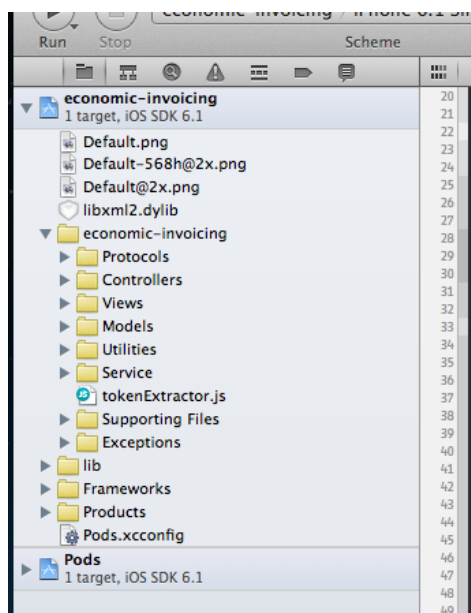 Run Stop Scheme
economic-invoicing
1 target, iOS SDK 6.1
Default.png
Default-568h@2x.png
Default@2x.png
libxml2.dylib
economic-invoicing
Protocols
Controllers
Views
Models
Utilities
Service
tokenExtractor.js
Supporting Files
Exceptions
lib
Frameworks
Products
Pods.xcconfig
Pods
1 target, iOS SDK 6.1
20
21
22
23
24
25
26
27
28
29
30
31
32
33
34
35
36
37
38
39
40
41
42
43
44
45
46
47
48
49